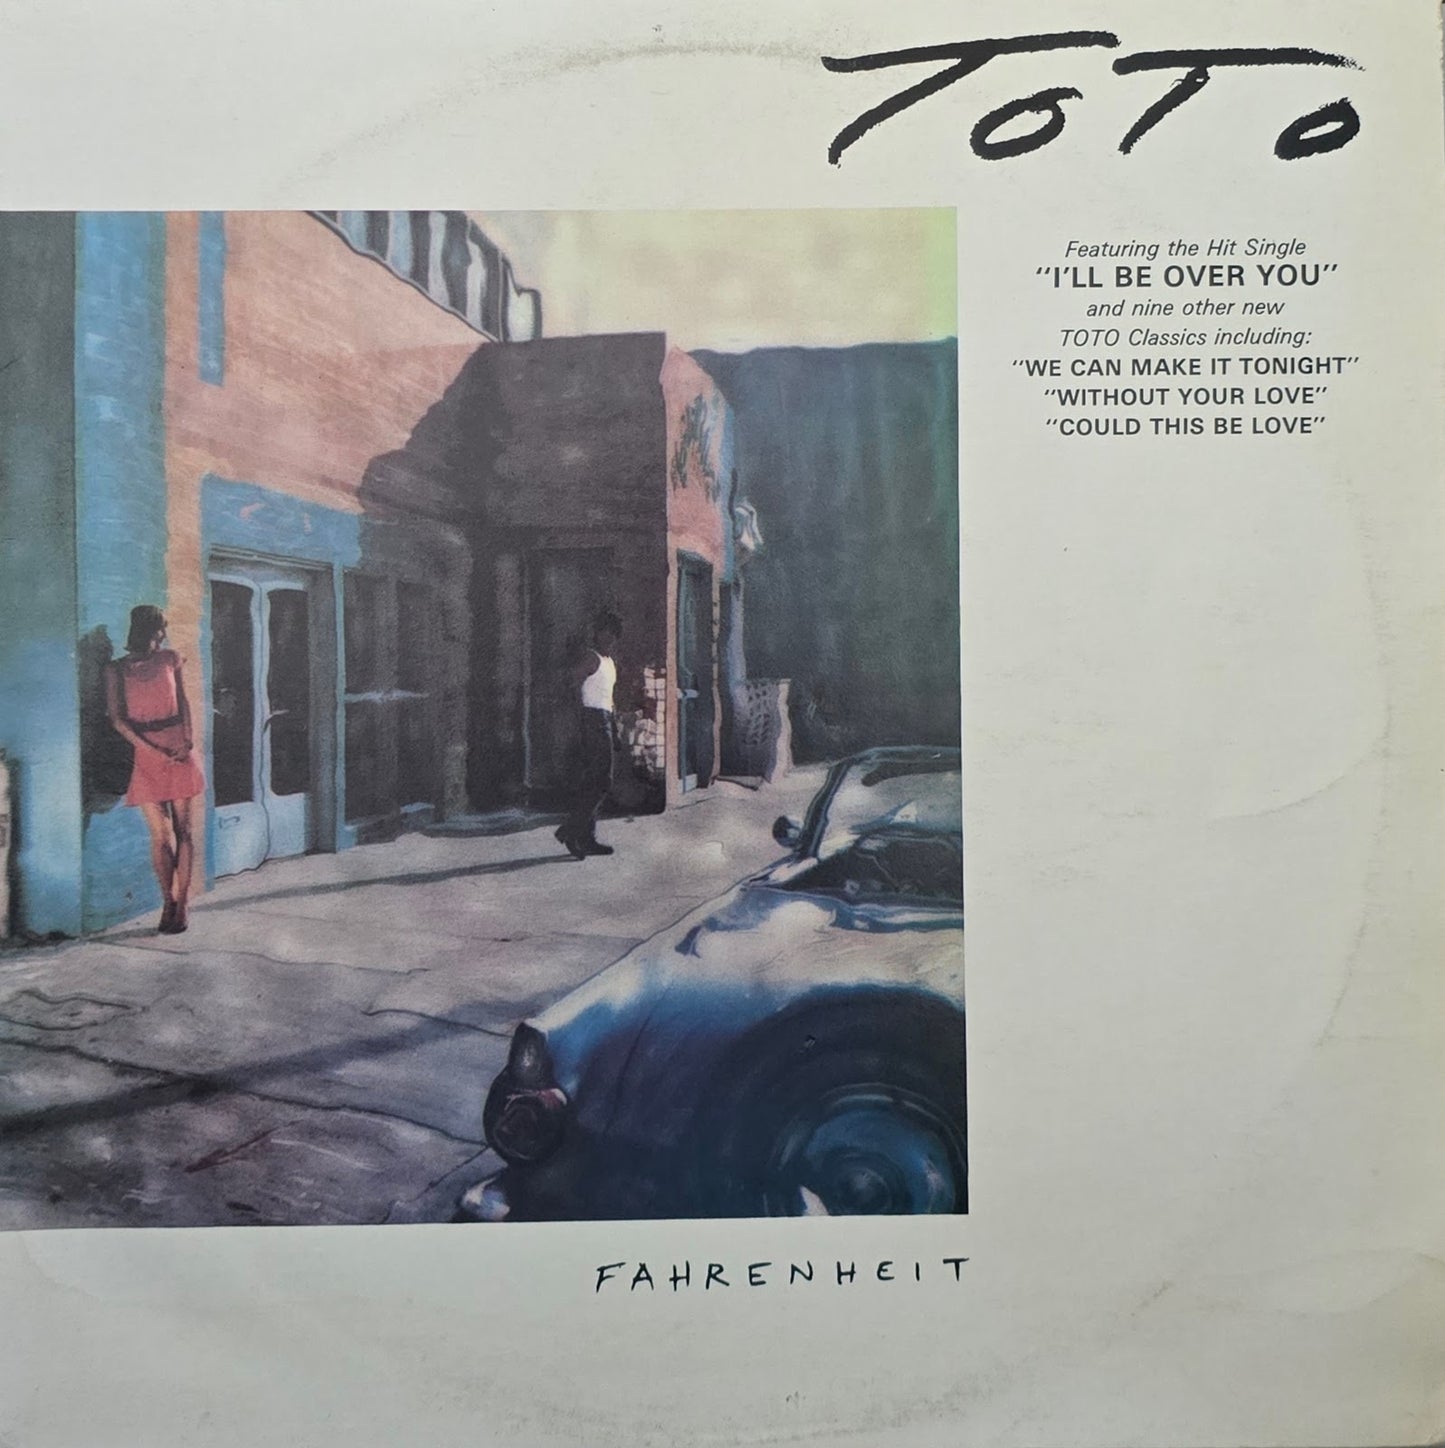 TOTO
Featuring the Hit Single
"I'LL BE OVER YOU"
and nine other new
TOTO Classics including:
"WE CAN MAKE IT TONIGHT"
"WITHOUT YOUR LOVE"
"COULD THIS BE LOVE"
FAHRENHEIT